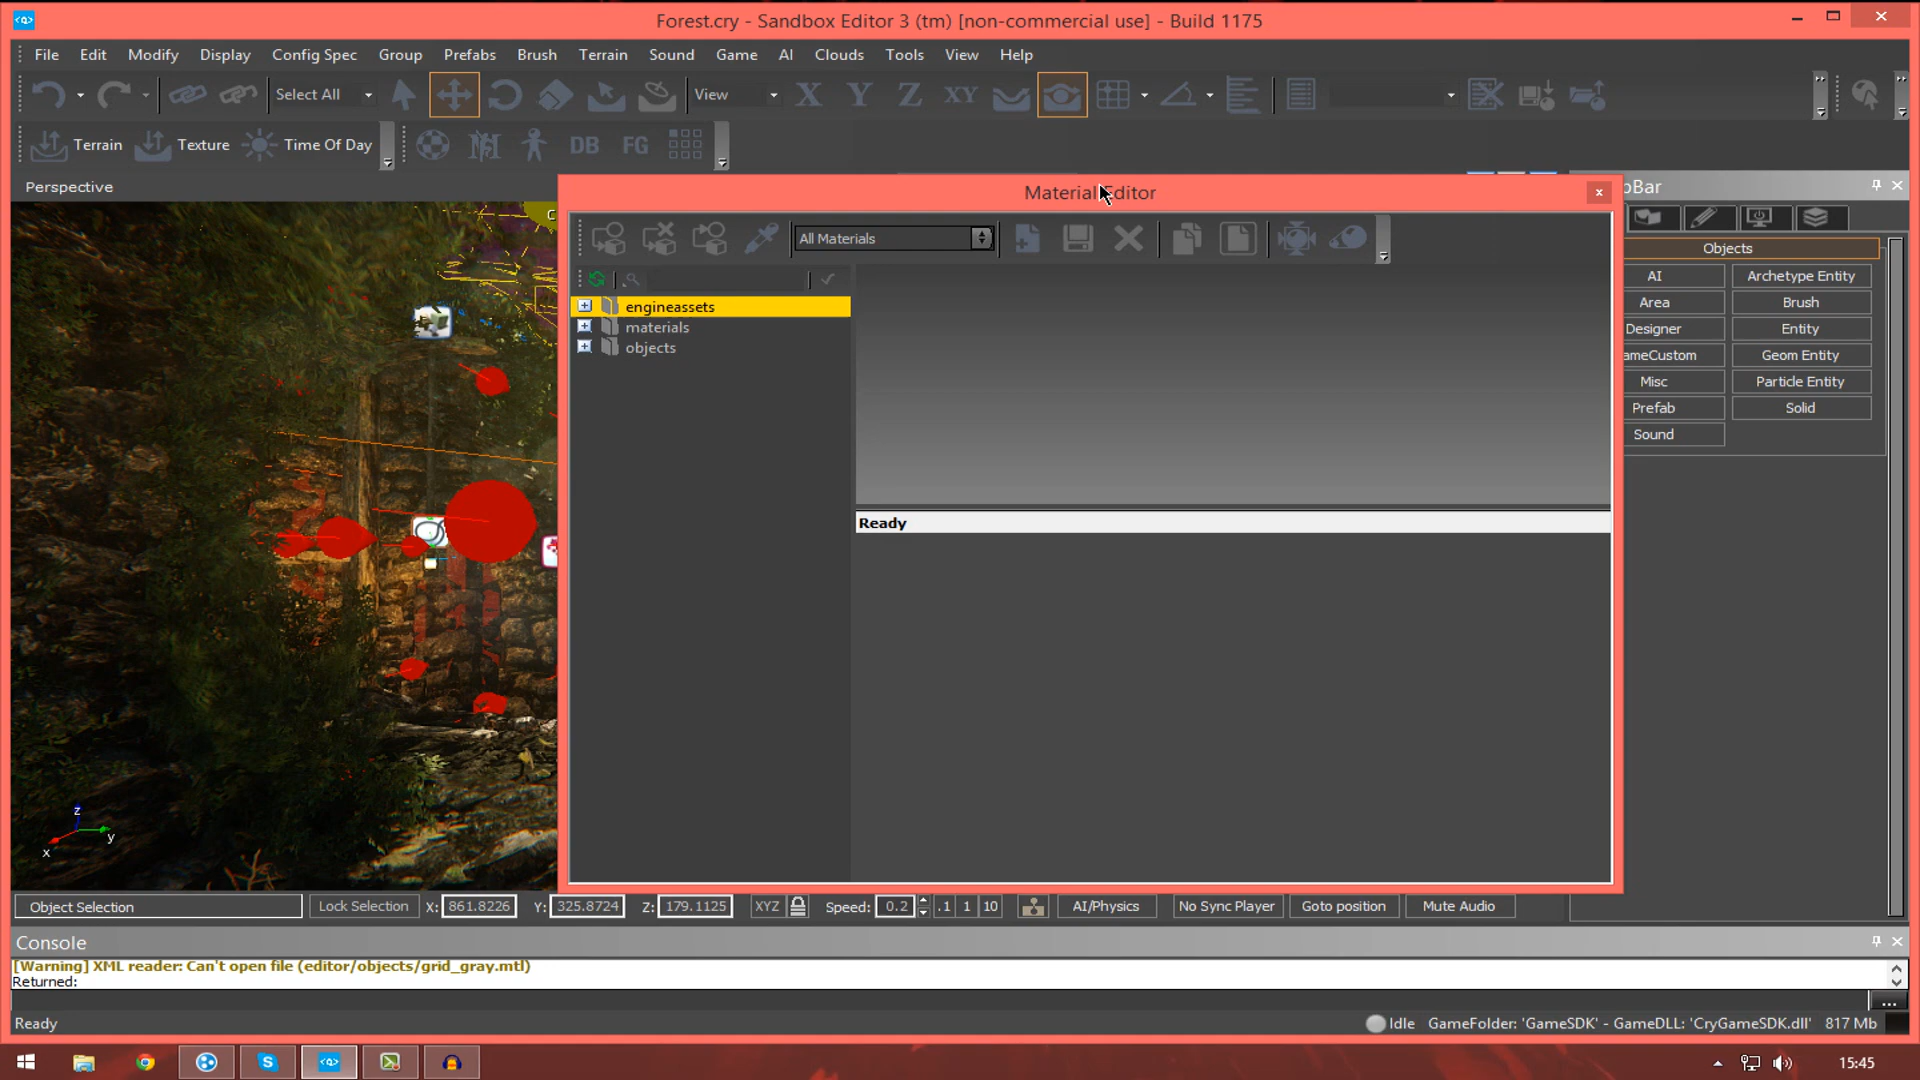 Forest.cry - Sandbox Editor 3 (tm) [non-commercial use] - Build 1175
File Edit Modify Display Config Spec Group Prefabs Brush Terrain Sound Game AI Clouds Tools View Help
Select All View X Y Z XY
Terrain Texture Time Of Day DB FG
Perspective
Material Editor
Bar
All Materials
engineassets
materials
objects
Ready
Objects
AI Archetype Entity
Area Brush
Designer Entity
ameCustom Geom Entity
Misc Particle Entity
Prefab Solid
Sound
C
z
y
x
Object Selection Lock Selection X: 861.8226 Y: 325.8724 Z: 179.1125 XYZ Speed: 0.2 .1 1 10 AI/Physics No Sync Player Goto position Mute Audio
Console
[Warning] XML reader: Can't open file (editor/objects/grid_gray.mtl)
Returned:
...
Ready Idle GameFolder: 'GameSDK' - GameDLL: 'CryGameSDK.dll' 817 Mb
15:45